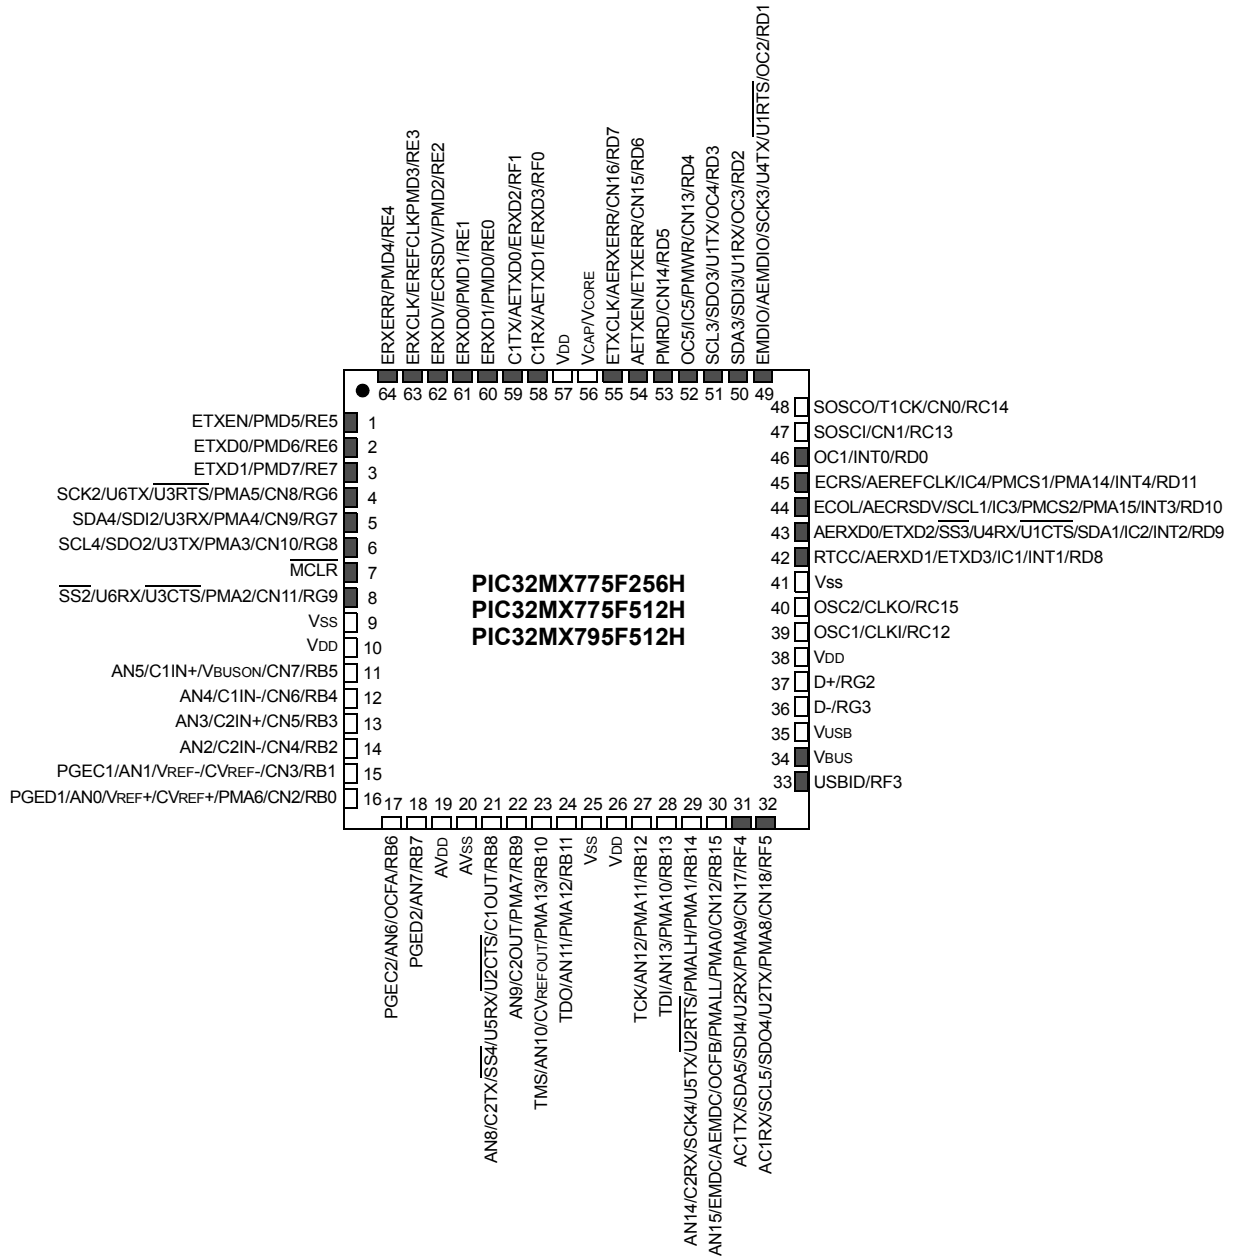 ERXERR/PMD4/RE4
ERXCLK/EREFCLKPMD3/RE3
ERXDV/ECRSDV/PMD2/RE2
ERXD0/PMD1/RE1
ERXD1/PMD0/RE0
C1TX/AETXD0/ERXD2/RF1
C1RX/AETXD1/ERXD3/RF0
VDD
VCAP/VCORE
ETXCLK/AERXERR/CN16/RD7
AETXEN/ETXERR/CN15/RD6
PMRD/CN14/RD5
OC5/IC5/PMWR/CN13/RD4
SCL3/SDO3/U1TX/OC4/RD3
SDA3/SDI3/U1RX/OC3/RD2
EMDIO/AEMDIO/SCK3/U4TX/U1RTS/OC2/RD1
64 63 62 61 60 59 58 57 56 55 54 53 52 51 50 49
ETXEN/PMD5/RE5 1
ETXD0/PMD6/RE6 2
ETXD1/PMD7/RE7 3
SCK2/U6TX/U3RTS/PMA5/CN8/RG6 4
SDA4/SDI2/U3RX/PMA4/CN9/RG7 5
SCL4/SDO2/U3TX/PMA3/CN10/RG8 6
MCLR 7
SS2/U6RX/U3CTS/PMA2/CN11/RG9 8
VSS 9
VDD 10
AN5/C1IN+/VBUSON/CN7/RB5 11
AN4/C1IN-/CN6/RB4 12
AN3/C2IN+/CN5/RB3 13
AN2/C2IN-/CN4/RB2 14
PGEC1/AN1/VREF-/CVREF-/CN3/RB1 15
PGED1/AN0/VREF+/CVREF+/PMA6/CN2/RB0 16
PIC32MX775F256H
PIC32MX775F512H
PIC32MX795F512H
48 SOSCO/T1CK/CN0/RC14
47 SOSCI/CN1/RC13
46 OC1/INT0/RD0
45 ECRS/AEREFCLK/IC4/PMCS1/PMA14/INT4/RD11
44 ECOL/AECRSDV/SCL1/IC3/PMCS2/PMA15/INT3/RD10
43 AERXD0/ETXD2/SS3/U4RX/U1CTS/SDA1/IC2/INT2/RD9
42 RTCC/AERXD1/ETXD3/IC1/INT1/RD8
41 Vss
40 OSC2/CLKO/RC15
39 OSC1/CLKI/RC12
38 VDD
37 D+/RG2
36 D-/RG3
35 VUSB
34 VBUS
33 USBID/RF3
17 18 19 20 21 22 23 24 25 26 27 28 29 30 31 32
PGEC2/AN6/OCFA/RB6
PGED2/AN7/RB7
AVDD
AVSS
AN8/C2TX/SS4/U5RX/U2CTS/C1OUT/RB8
AN9/C2OUT/PMA7/RB9
TMS/AN10/CVREFOUT/PMA13/RB10
TDO/AN11/PMA12/RB11
VSS
VDD
TCK/AN12/PMA11/RB12
TDI/AN13/PMA10/RB13
AN14/C2RX/SCK4/U5TX/U2RTS/PMALH/PMA1/RB14
AN15/EMDC/AEMDC/OCFB/PMALL/PMA0/CN12/RB15
AC1TX/SDA5/SDI4/U2RX/PMA9/CN17/RF4
AC1RX/SCL5/SDO4/U2TX/PMA8/CN18/RF5